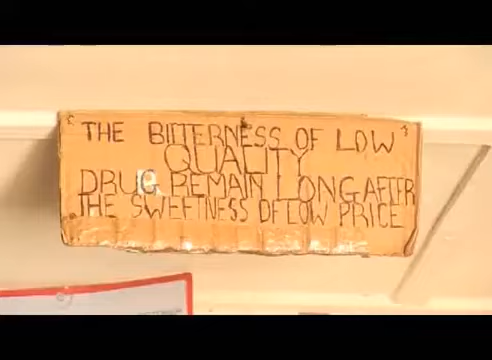 "THE BITTERNESS OF LOW"
QUALITY
DRUG REMAIN LONG AFTER
THE SWEETNESS OF LOW PRICE